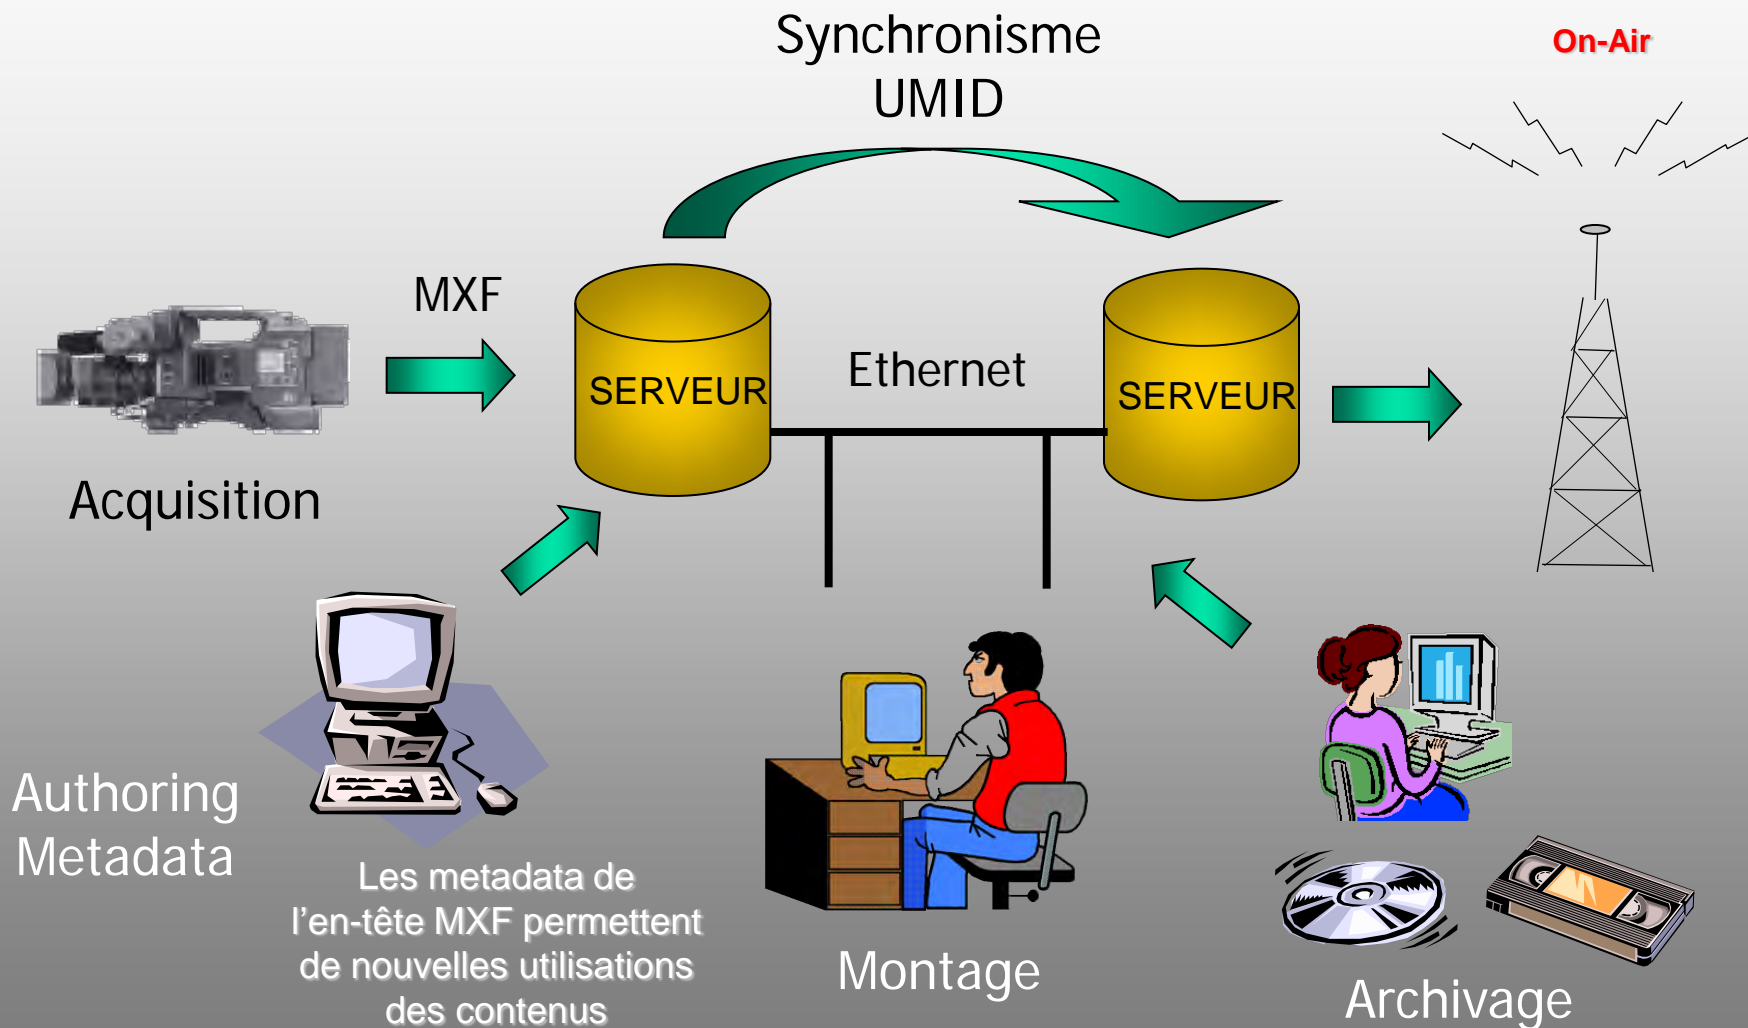 Synchronisme
UMID
On-Air
MXF
SERVEUR
Ethernet
SERVEUR
Acquisition
Authoring
Metadata
Les metadata de
l’en-tête MXF permettent
de nouvelles utilisations
des contenus
Montage
Archivage